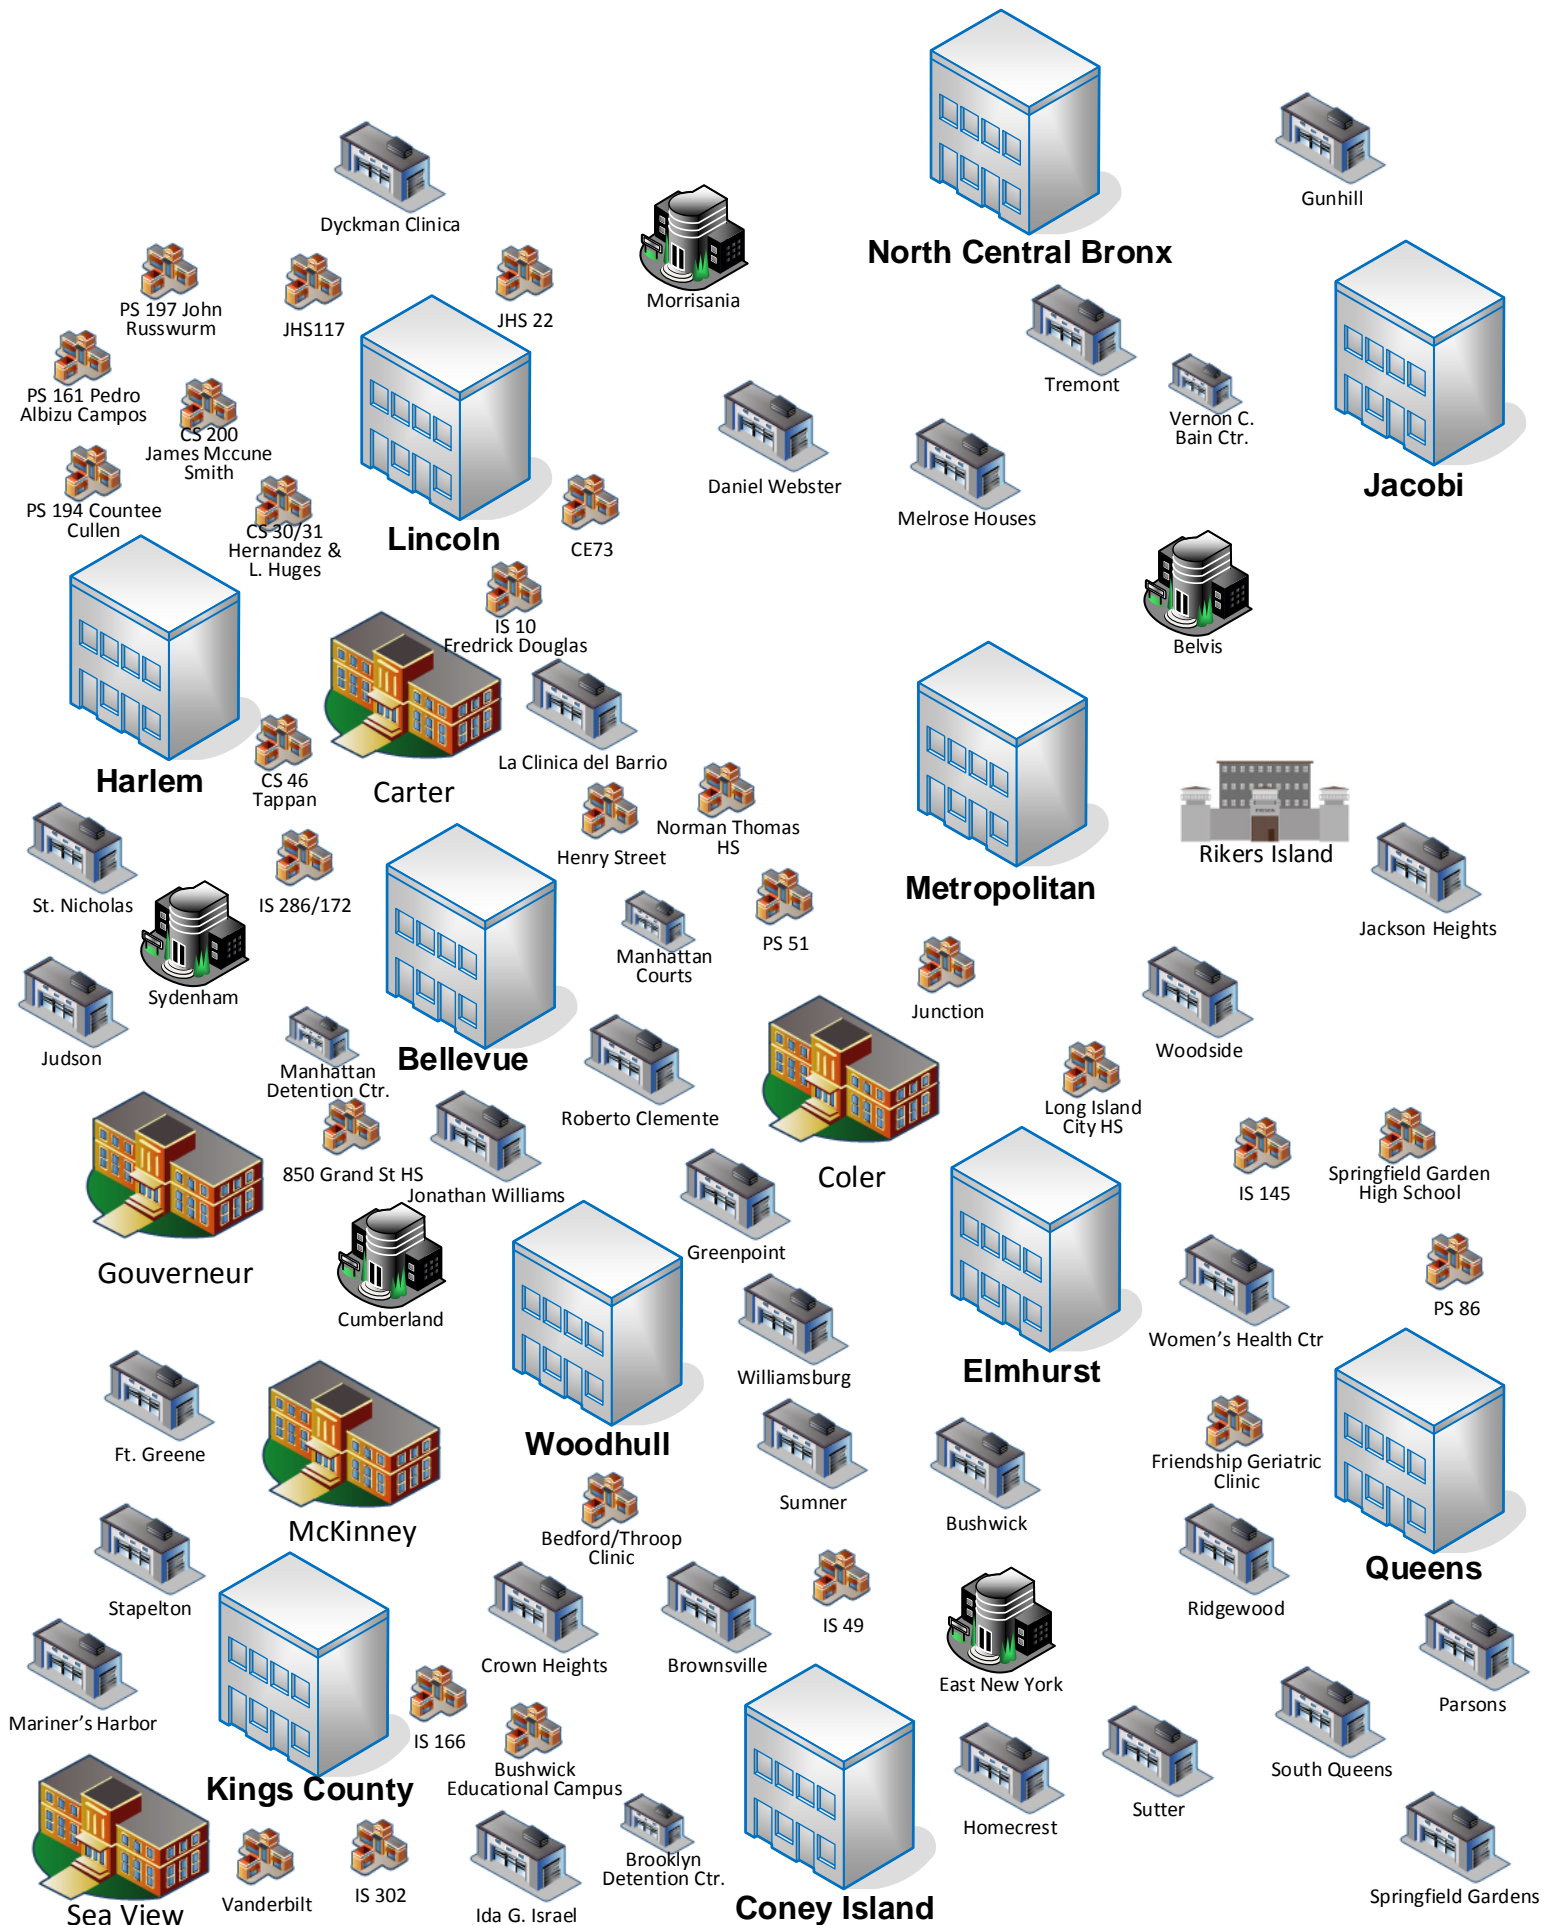 Gunhill
Dyckman Clinica
North Central Bronx
Morrisania
PS 197 John
Russwurm
JHS117
JHS 22
Tremont
Vernon C.
Bain Ctr.
PS 161 Pedro
Albizu Campos
CS 200
James Mccune
Smith
Daniel Webster
Melrose Houses
Jacobi
PS 194 Countee
Cullen
CS 30/31
Hernandez &
L. Huges
Lincoln
CE73
IS 10
Fredrick Douglas
Belvis
Harlem
CS 46
Tappan
Carter
La Clinica del Barrio
Norman Thomas
HS
Henry Street
Rikers Island
Metropolitan
St. Nicholas
IS 286/172
Jackson Heights
PS 51
Manhattan
Courts
Sydenham
Junction
Judson
Manhattan
Detention Ctr.
Bellevue
Woodside
Roberto Clemente
Long Island
City HS
850 Grand St HS
Jonathan Williams
Coler
IS 145
Springfield Garden
High School
Gouverneur
Greenpoint
Cumberland
PS 86
Women’s Health Ctr
Williamsburg
Elmhurst
Ft. Greene
Woodhull
Friendship Geriatric
Clinic
Sumner
Bushwick
McKinney
Bedford/Throop
Clinic
Queens
Stapelton
Ridgewood
IS 49
Crown Heights
Brownsville
East New York
Parsons
Mariner’s Harbor
IS 166
Kings County
Bushwick
Educational Campus
South Queens
Sutter
Homecrest
Brooklyn
Detention Ctr.
Vanderbilt
IS 302
Sea View
Ida G. Israel
Coney Island
Springfield Gardens